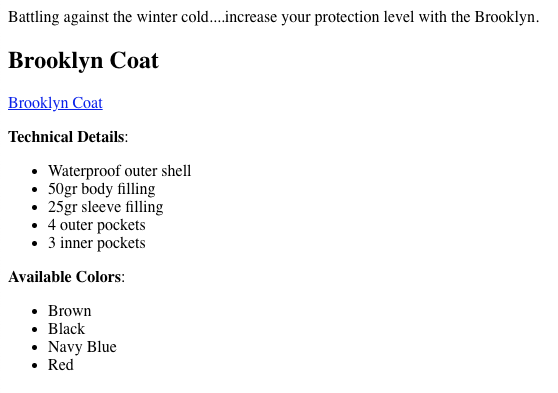 Battling against the winter cold....increase your protection level with the Brooklyn.
Brooklyn Coat
Brooklyn Coat
Technical Details:
Waterproof outer shell
50gr body filling
25gr sleeve filling
4 outer pockets
3 inner pockets
Available Colors:
Brown
Black
Navy Blue
Red